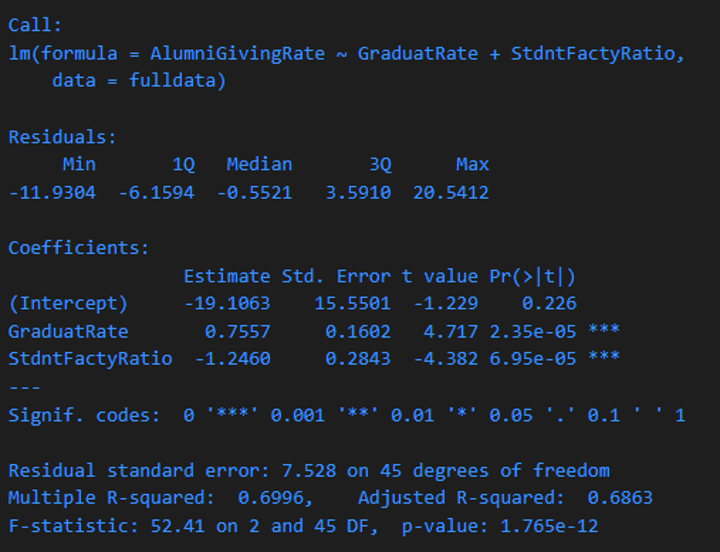 Call:
lm(formula = AlumniGivingRate ~ GraduatRate + StdntFactyRatio,
    data = fulldata)

Residuals:
     Min       1Q   Median       3Q      Max
-11.9304  -6.1594  -0.5521   3.5910  20.5412

Coefficients:
                Estimate Std. Error t value Pr(>|t|)
(Intercept)     -19.1063    15.5501  -1.229    0.226
GraduatRate       0.7557     0.1602   4.717 2.35e-05 ***
StdntFactyRatio  -1.2460     0.2843  -4.382 6.95e-05 ***
---
Signif. codes:  0 '***' 0.001 '**' 0.01 '*' 0.05 '.' 0.1 ' ' 1

Residual standard error: 7.528 on 45 degrees of freedom
Multiple R-squared:  0.6996,    Adjusted R-squared:  0.6863
F-statistic: 52.41 on 2 and 45 DF,  p-value: 1.765e-12